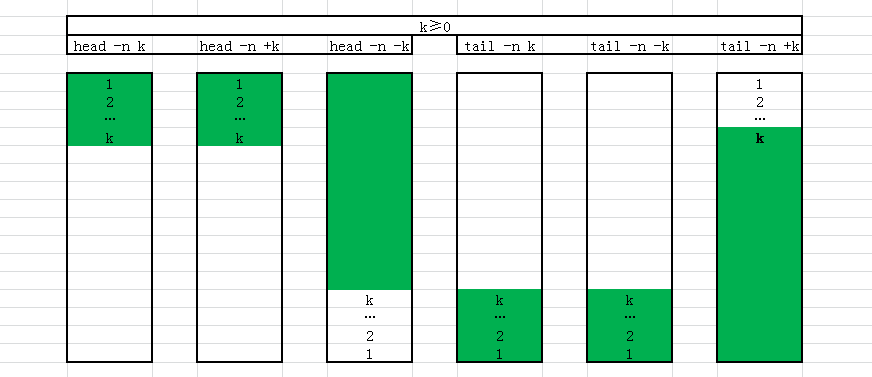 k≥0
head -n k head -n +k head -n -k tail -n k tail -n -k tail -n +k
1 1 1
2 2 2
… … …
k k k
k k k
… … …
2 2 2
1 1 1